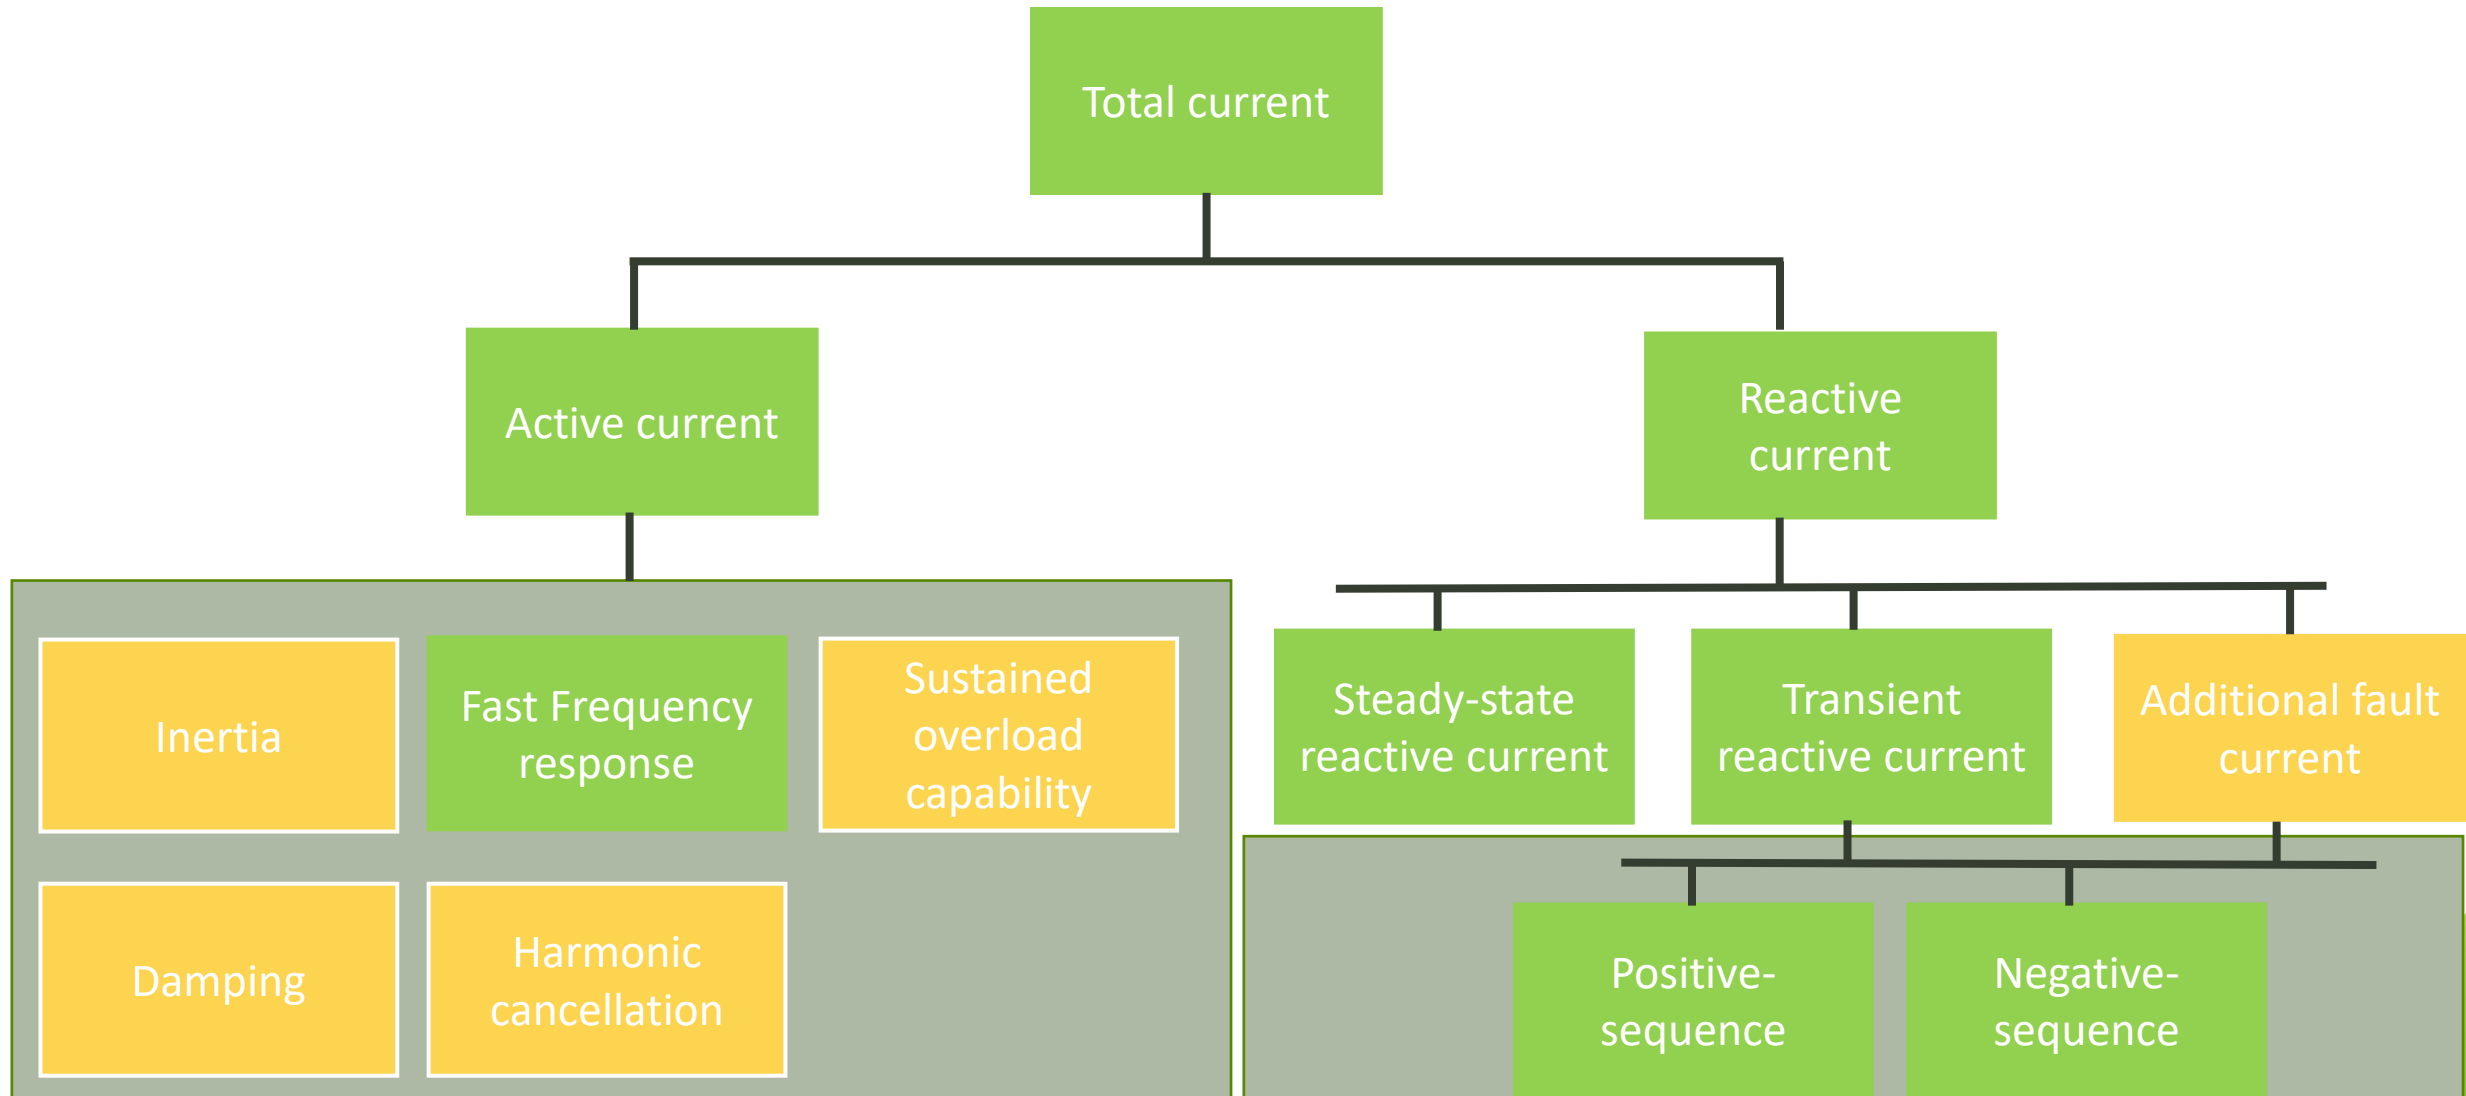 Total current
Active current
Reactive
current
Inertia
Fast Frequency
response
Sustained
overload
capability
Steady-state
reactive current
Transient
reactive current
Additional fault
current
Damping
Harmonic
cancellation
Positive-
sequence
Negative-
sequence